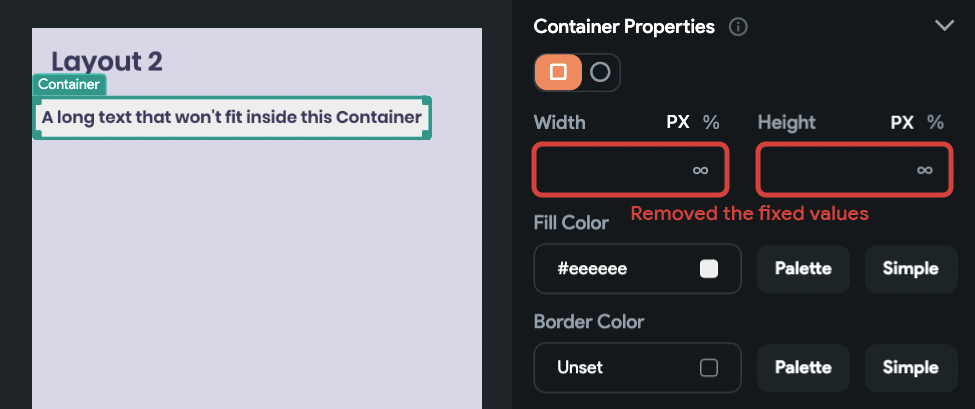 Layout 2
Container
A long text that won't fit inside this Container
Container Properties
Width PX %
Height PX %
∞
∞
Removed the fixed values
Fill Color
#eeeeee
Palette
Simple
Border Color
Unset
Palette
Simple